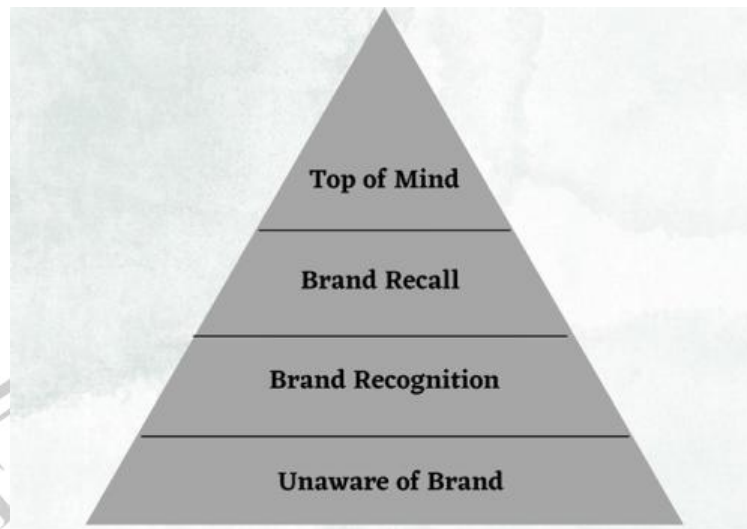 Top of Mind
Brand Recall
Brand Recognition
Unaware of Brand